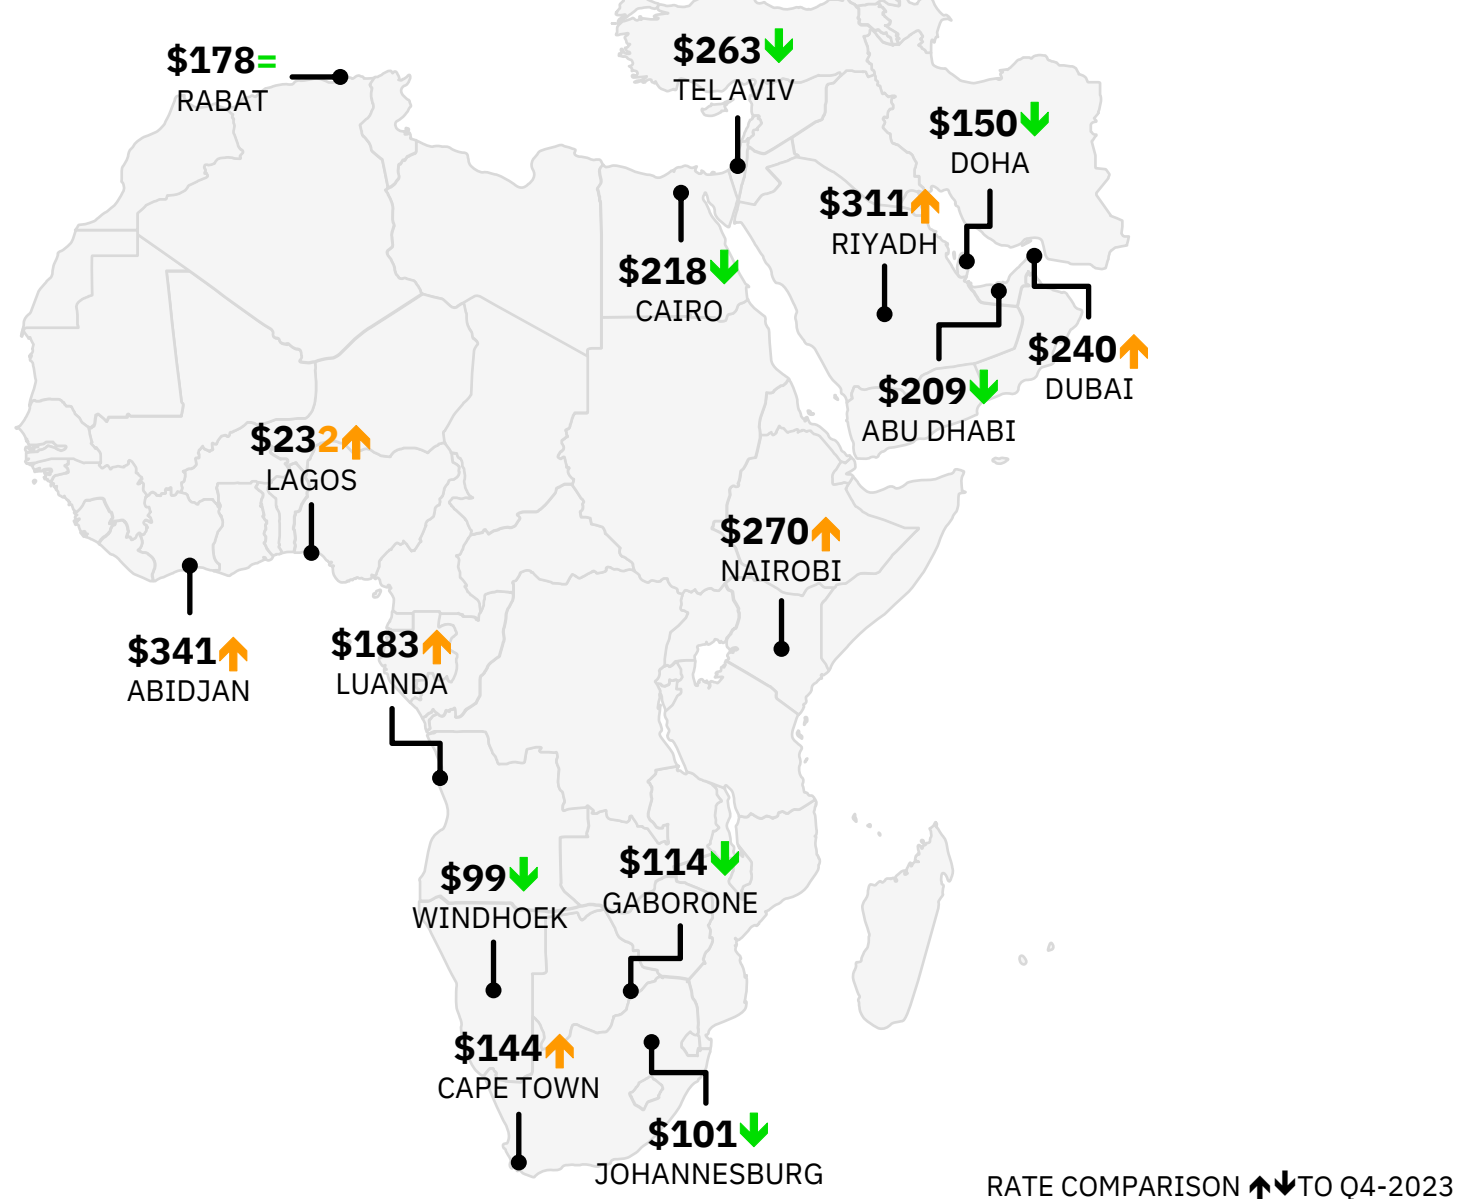 $178=
RABAT
$263↓
TEL AVIV
$150↓
DOHA
$311↑
RIYADH
$218↓
CAIRO
$240↑
DUBAI
$209↓
ABU DHABI
$232↑
LAGOS
$270↑
NAIROBI
$341↑
ABIDJAN
$183↑
LUANDA
$99↓
WINDHOEK
$114↓
GABORONE
$144↑
CAPE TOWN
$101↓
JOHANNESBURG
RATE COMPARISON ↑↓TO Q4-2023